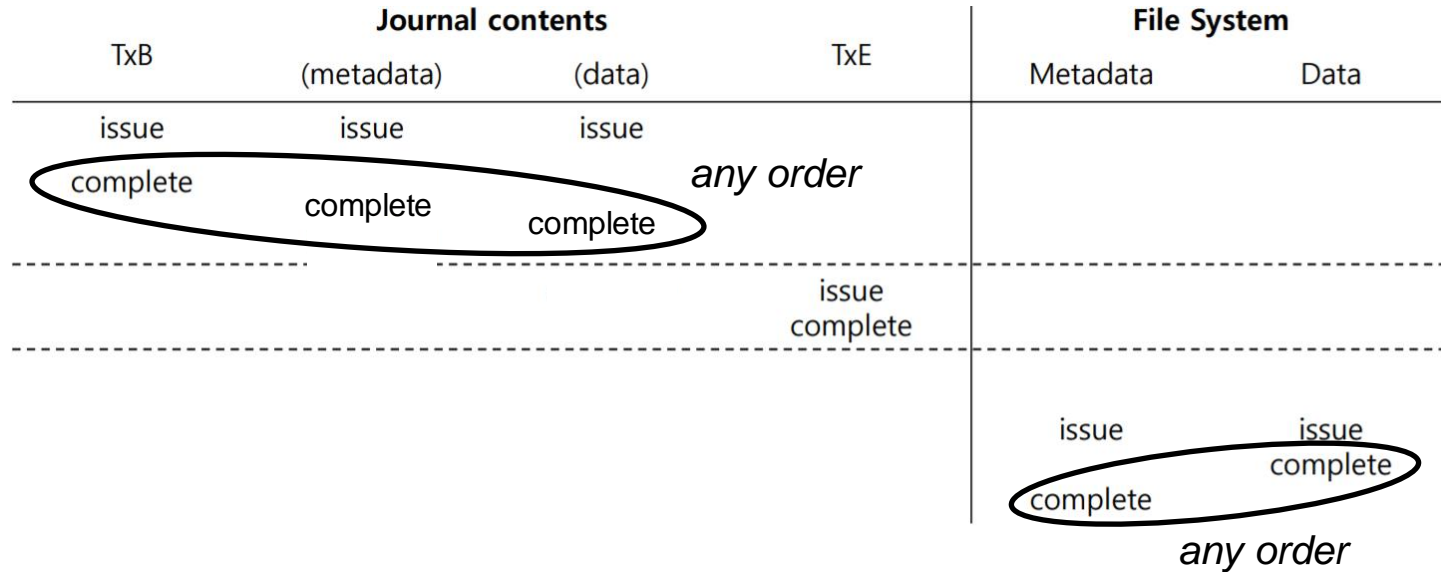 Journal contents File System
TxB (metadata) (data) TxE Metadata Data
issue issue issue
complete complete complete any order
issue
complete
issue issue
complete complete
any order